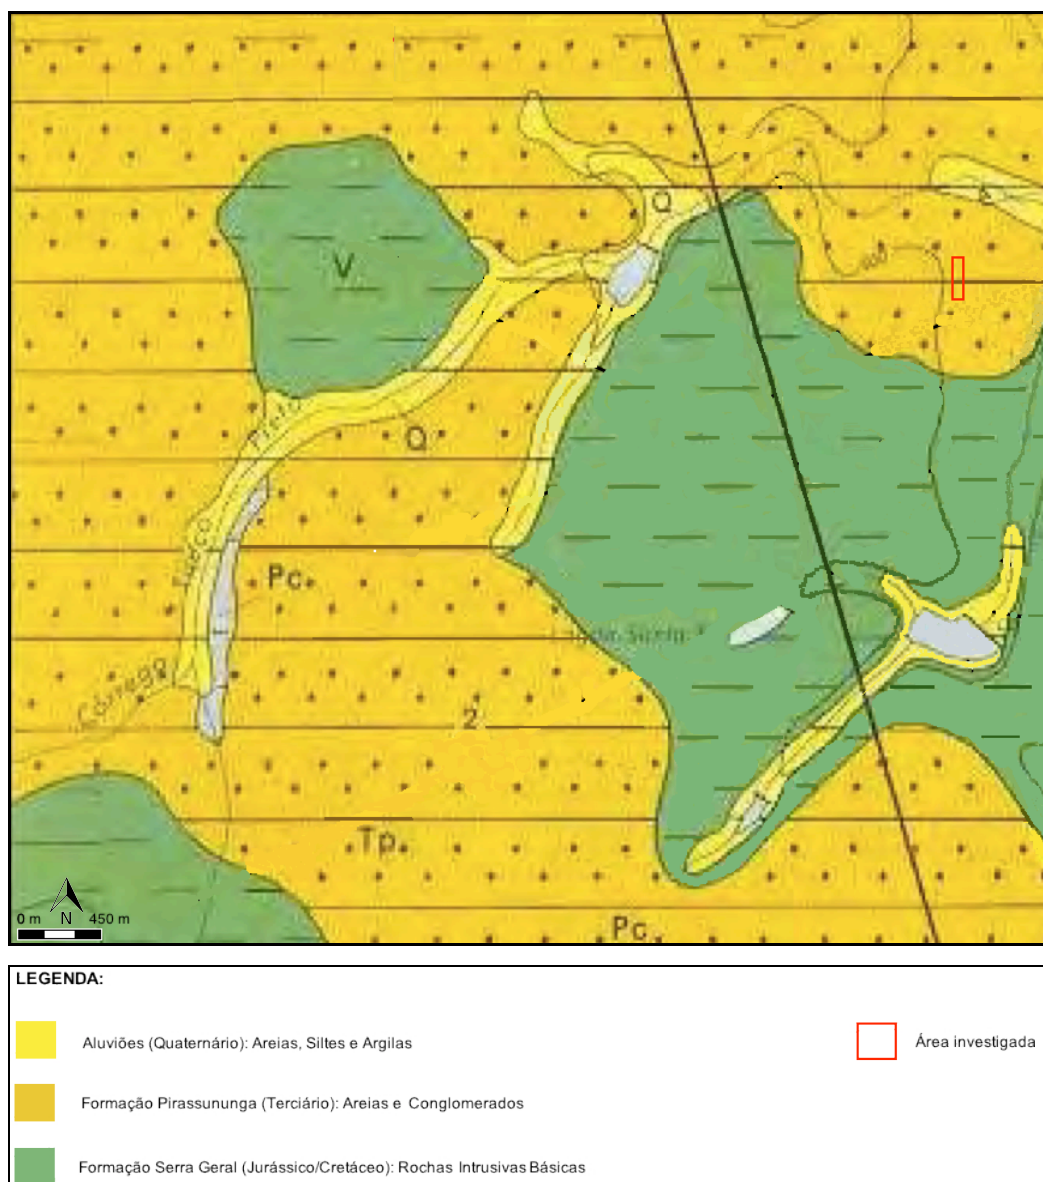 Q
V
Preto
Q
Pc.
Córrego
2
Tp.
Pc.
0 m N 450 m
LEGENDA:
Aluviões (Quaternário): Areias, Siltes e Argilas
Área investigada
Formação Pirassununga (Terciário): Areias e Conglomerados
Formação Serra Geral (Jurássico/Cretáceo): Rochas Intrusivas Básicas